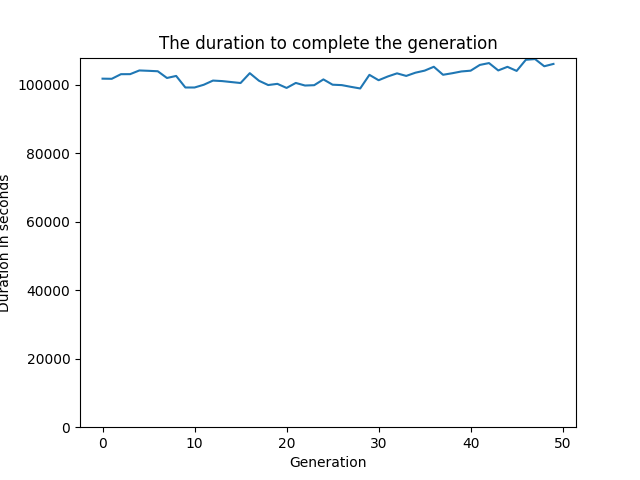 The duration to complete the generation
100000
80000
60000
40000
20000
0
Duration in seconds
0 10 20 30 40 50
Generation